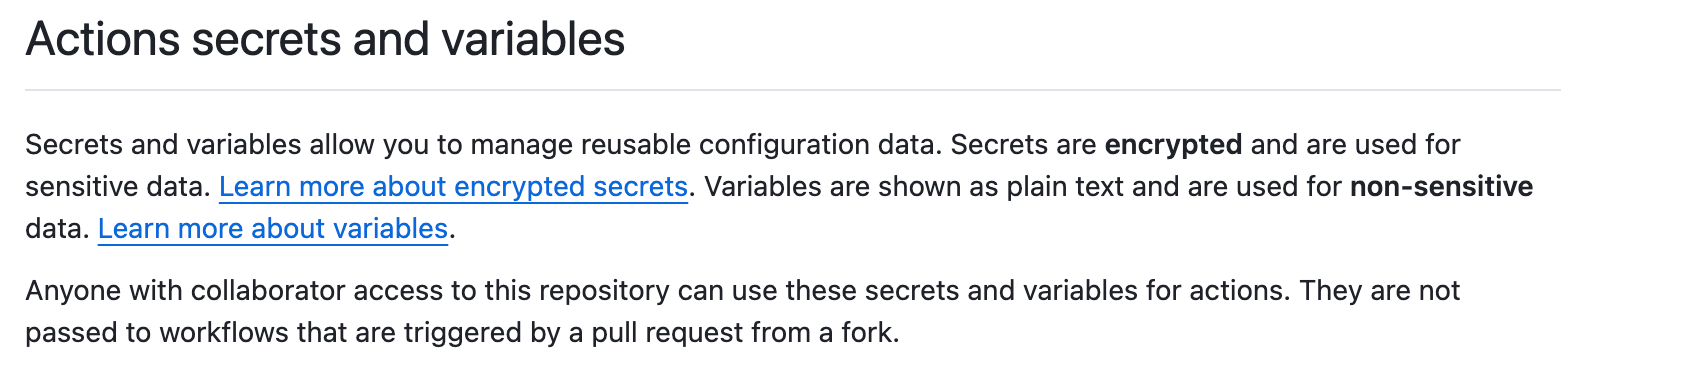 Actions secrets and variables
Secrets and variables allow you to manage reusable configuration data. Secrets are encrypted and are used for
sensitive data. Learn more about encrypted secrets. Variables are shown as plain text and are used for non-sensitive
data. Learn more about variables.
Anyone with collaborator access to this repository can use these secrets and variables for actions. They are not
passed to workflows that are triggered by a pull request from a fork.